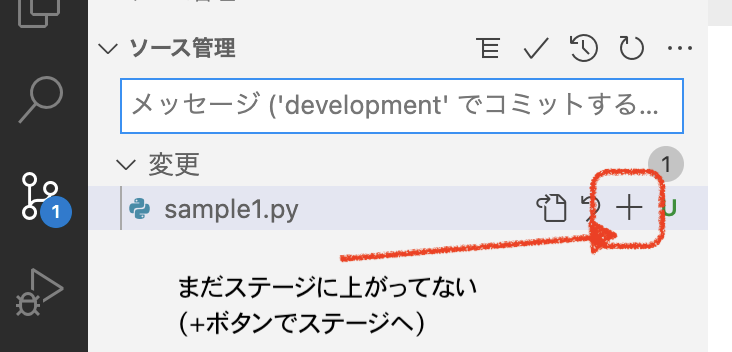 ソース管理
メッセージ ('development' でコミットする...
変更 1
sample1.py U
1
まだステージに上がってない
(+ボタンでステージへ)